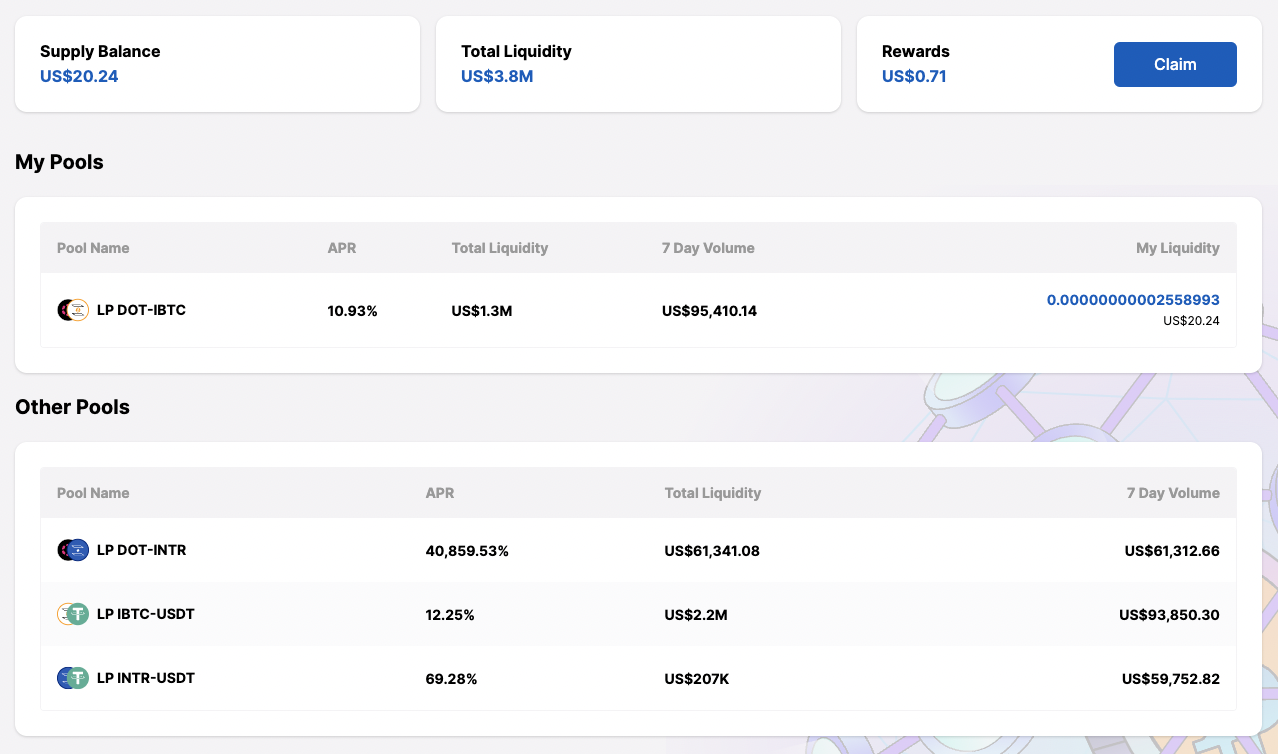 Supply Balance
US$20.24
Total Liquidity
US$3.8M
Rewards
US$0.71
Claim
My Pools
Pool Name APR Total Liquidity 7 Day Volume My Liquidity
LP DOT-IBTC 10.93% US$1.3M US$95,410.14 0.00000000002558993
US$20.24
Other Pools
Pool Name APR Total Liquidity 7 Day Volume
LP DOT-INTR 40,859.53% US$61,341.08 US$61,312.66
LP IBTC-USDT 12.25% US$2.2M US$93,850.30
LP INTR-USDT 69.28% US$207K US$59,752.82